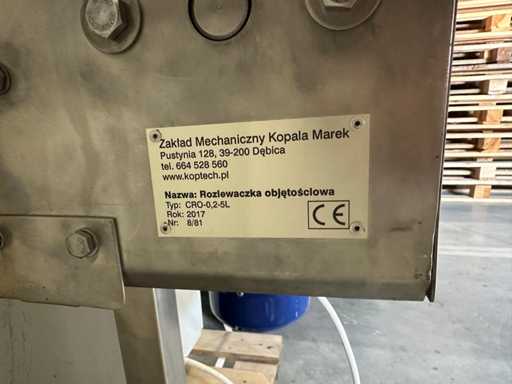 Zakład Mechaniczny Kopala Marek
Pustynia 128, 39-200 Dębica
tel. 664 528 560
www.koptech.pl
Nazwa: Rozlewaczka objętościowa
Typ: CRO-0,2-5L
Rok: 2017
Nr: 8/81
CE